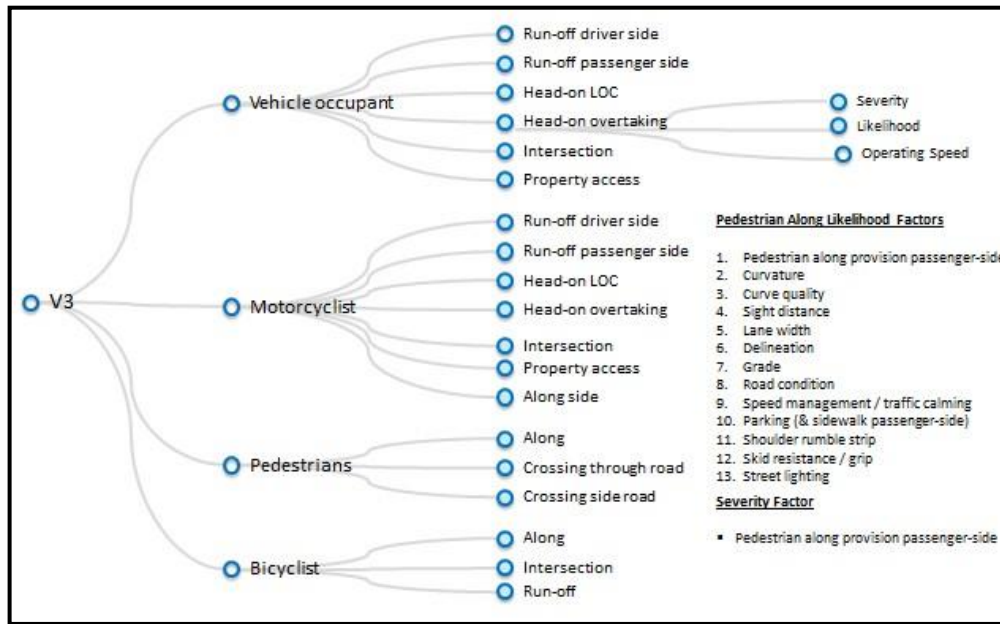 V3
Vehicle occupant
Run-off driver side
Run-off passenger side
Head-on LOC
Head-on overtaking
Intersection
Property access
Severity
Likelihood
Operating Speed
Motorcyclist
Run-off driver side
Run-off passenger side
Head-on LOC
Head-on overtaking
Intersection
Property access
Along side
Pedestrians
Along
Crossing through road
Crossing side road
Bicyclist
Along
Intersection
Run-off
Pedestrian Along Likelihood Factors
1. Pedestrian along provision passenger-side
2. Curvature
3. Curve quality
4. Sight distance
5. Lane width
6. Delineation
7. Grade
8. Road condition
9. Speed management / traffic calming
10. Parking (& sidewalk passenger-side)
11. Shoulder rumble strip
12. Skid resistance / grip
13. Street lighting
Severity Factor
▪ Pedestrian along provision passenger-side